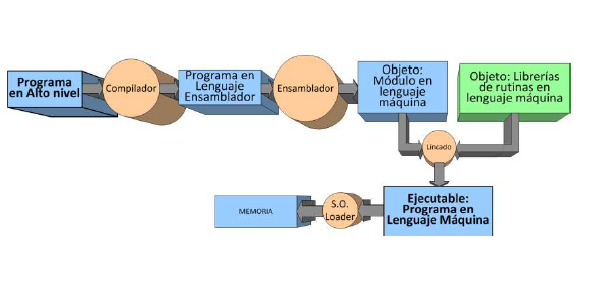 Programa
en Alto nivel
Compilador
Programa en
Lenguaje
Ensamblador
Ensamblador
Objeto:
Módulo en
lenguaje
máquina
Objeto: Librerías
de rutinas en
lenguaje máquina
Lincado
Ejecutable:
Programa en
Lenguaje Máquina
S.O.
Loader
MEMORIA